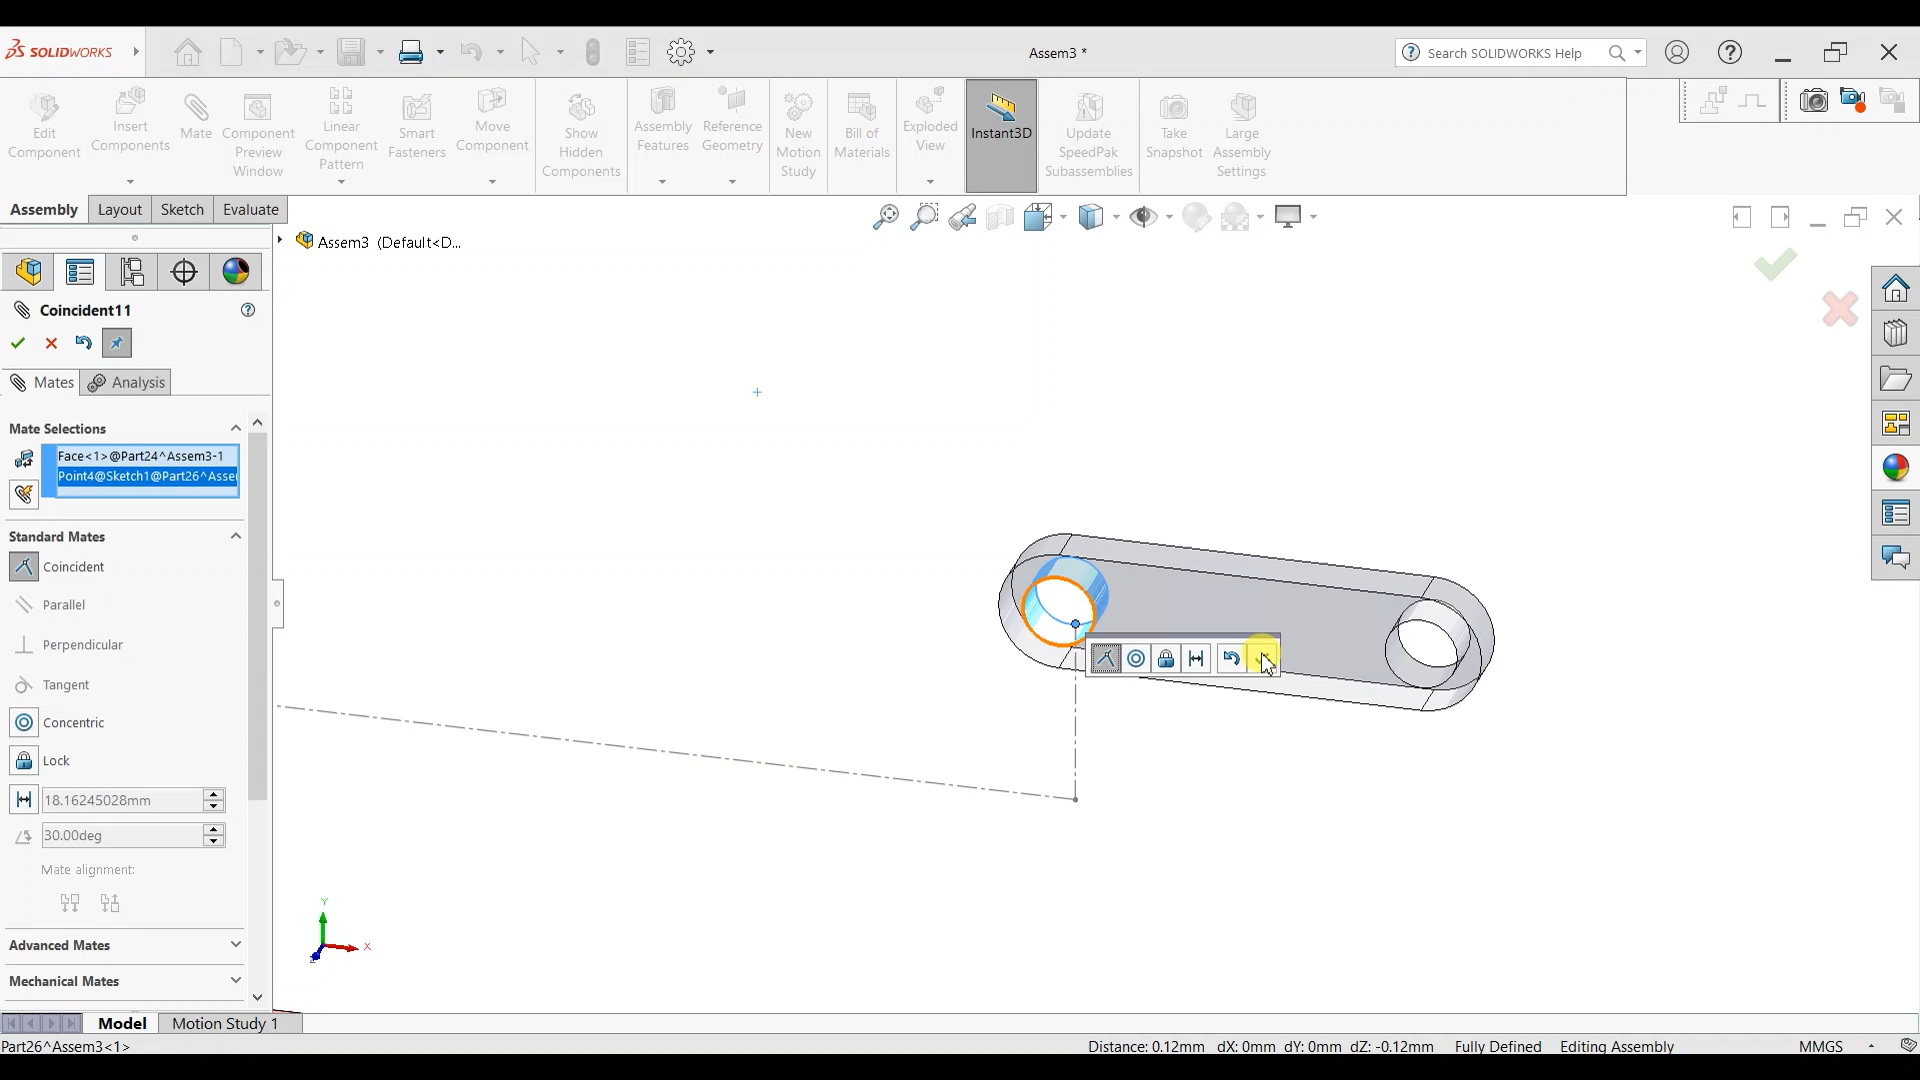 SOLIDWORKS
Assem3 *
Search SOLIDWORKS Help
Edit
Component
Insert
Components
Mate
Component
Preview
Window
Linear
Component
Pattern
Smart
Fasteners
Move
Component
Show
Hidden
Components
Assembly
Features
Reference
Geometry
New
Motion
Study
Bill of
Materials
Exploded
View
Instant3D
Update
SpeedPak
Subassemblies
Take
Snapshot
Large
Assembly
Settings
Assembly
Layout
Sketch
Evaluate
Assem3 (Default<D...
Coincident11
Mates
Analysis
Mate Selections
Face<1>@Part24^Assem3-1
Point4@Sketch1@Part26^Asser
Standard Mates
Coincident
Parallel
Perpendicular
Tangent
Concentric
Lock
18.16245028mm
30.00deg
Mate alignment:
Advanced Mates
Mechanical Mates
Y
X
Z
Model
Motion Study 1
Part26^Assem3<1>
Distance: 0.12mm dX: 0mm dY: 0mm dZ: -0.12mm
Fully Defined
Editing Assembly
MMGS